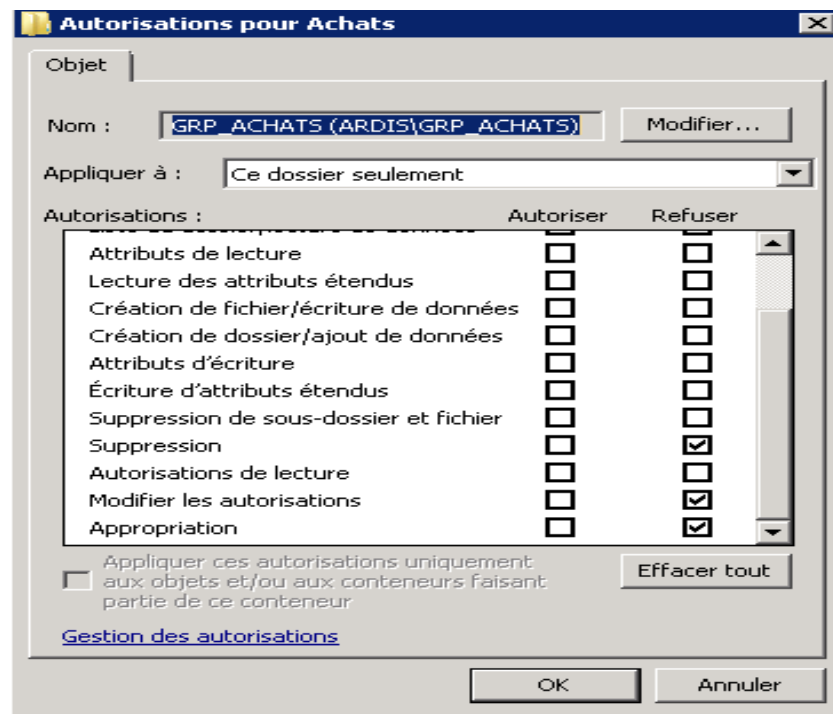 Autorisations pour Achats
Objet
Nom : GRP_ACHATS (ARDIS\GRP_ACHATS) Modifier...
Appliquer à : Ce dossier seulement
Autorisations : Autoriser Refuser
Attributs de lecture
Lecture des attributs étendus
Création de fichier/écriture de données
Création de dossier/ajout de données
Attributs d'écriture
Écriture d'attributs étendus
Suppression de sous-dossier et fichier
Suppression
Autorisations de lecture
Modifier les autorisations
Appropriation
Appliquer ces autorisations uniquement
aux objets et/ou aux conteneurs faisant
partie de ce conteneur
Effacer tout
Gestion des autorisations
OK Annuler